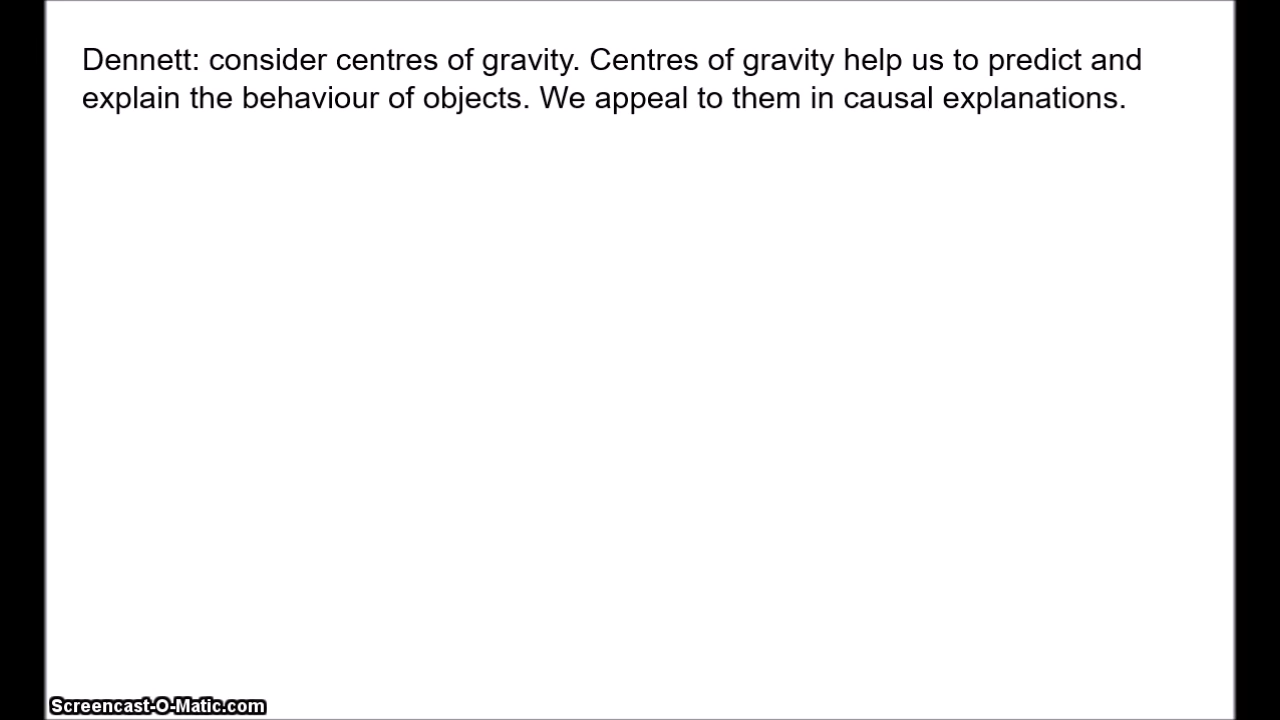 Dennett: consider centres of gravity. Centres of gravity help us to predict and
explain the behaviour of objects. We appeal to them in causal explanations.
Screencast-O-Matic.com